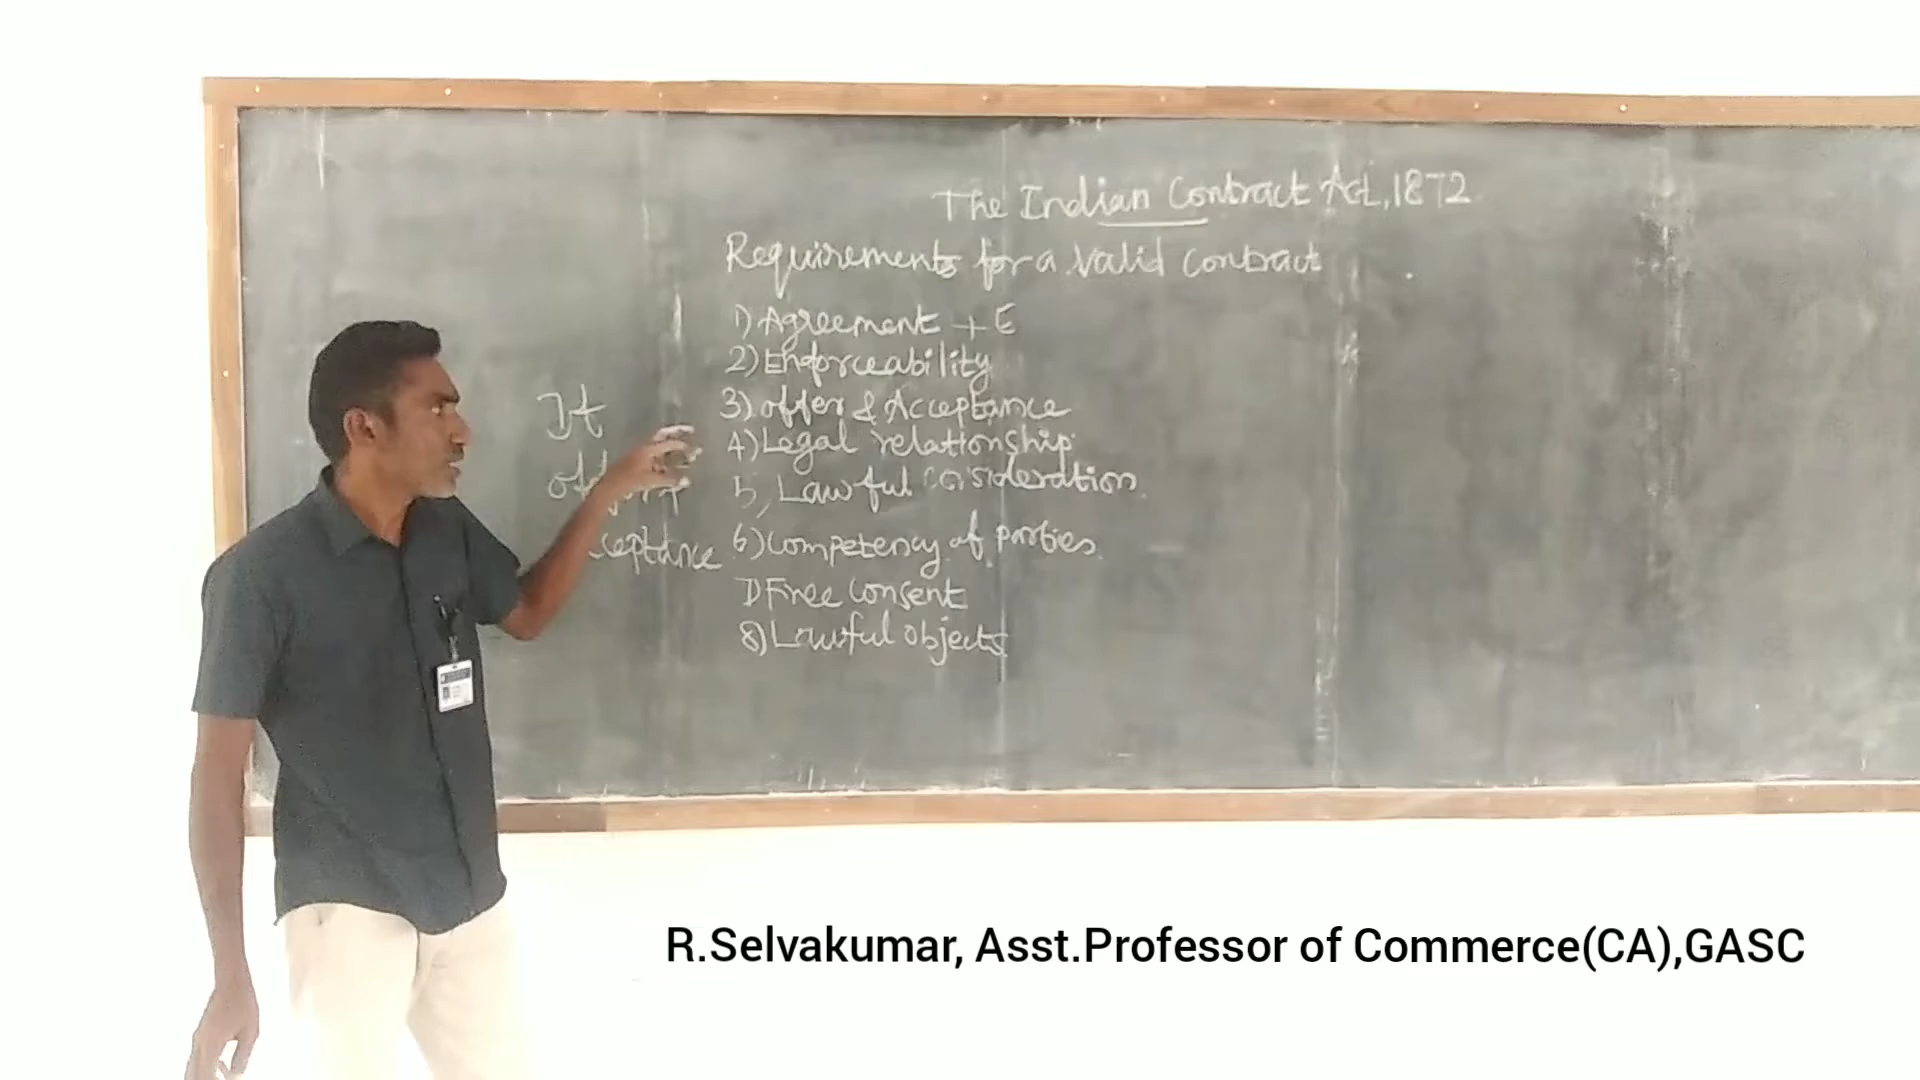 The Indian Contract Act, 1872
Requirements for a valid contract
1) Agreement + E
2) Enforceability
3) offer & Acceptance
4) Legal relationship
5, Lawful consideration.
6) Competency of parties.
7) Free consent
8) Lawful objects
It
ceptance
R.Selvakumar, Asst.Professor of Commerce(CA),GASC